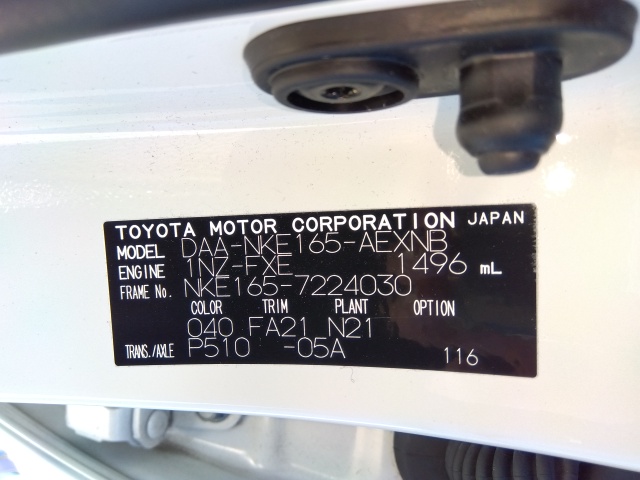 TOYOTA MOTOR CORPORATION JAPAN
MODEL DAA-NKE165-AEXNB
ENGINE 1NZ-FXE 1496 mL
FRAME No. NKE165-7224030
COLOR TRIM PLANT OPTION
040 FA21 N21
TRANS./AXLE P510 -05A 116